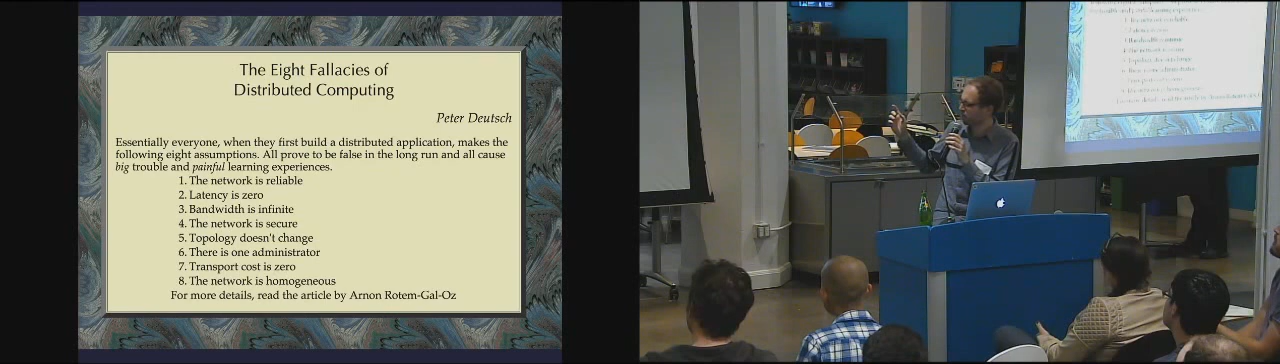 The Eight Fallacies of
Distributed Computing
Peter Deutsch
Essentially everyone, when they first build a distributed application, makes the
following eight assumptions. All prove to be false in the long run and all cause
big trouble and painful learning experiences.
1. The network is reliable
2. Latency is zero
3. Bandwidth is infinite
4. The network is secure
5. Topology doesn't change
6. There is one administrator
7. Transport cost is zero
8. The network is homogeneous
For more details, read the article by Arnon Rotem-Gal-Oz